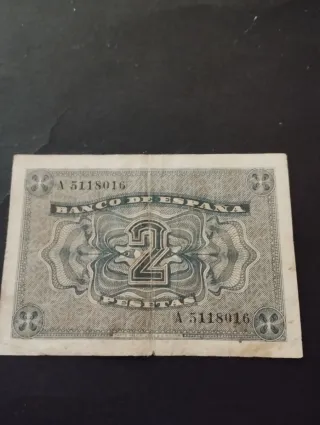 A 5118016
BANCO DE ESPAÑA
2
PESETAS
A 5118016